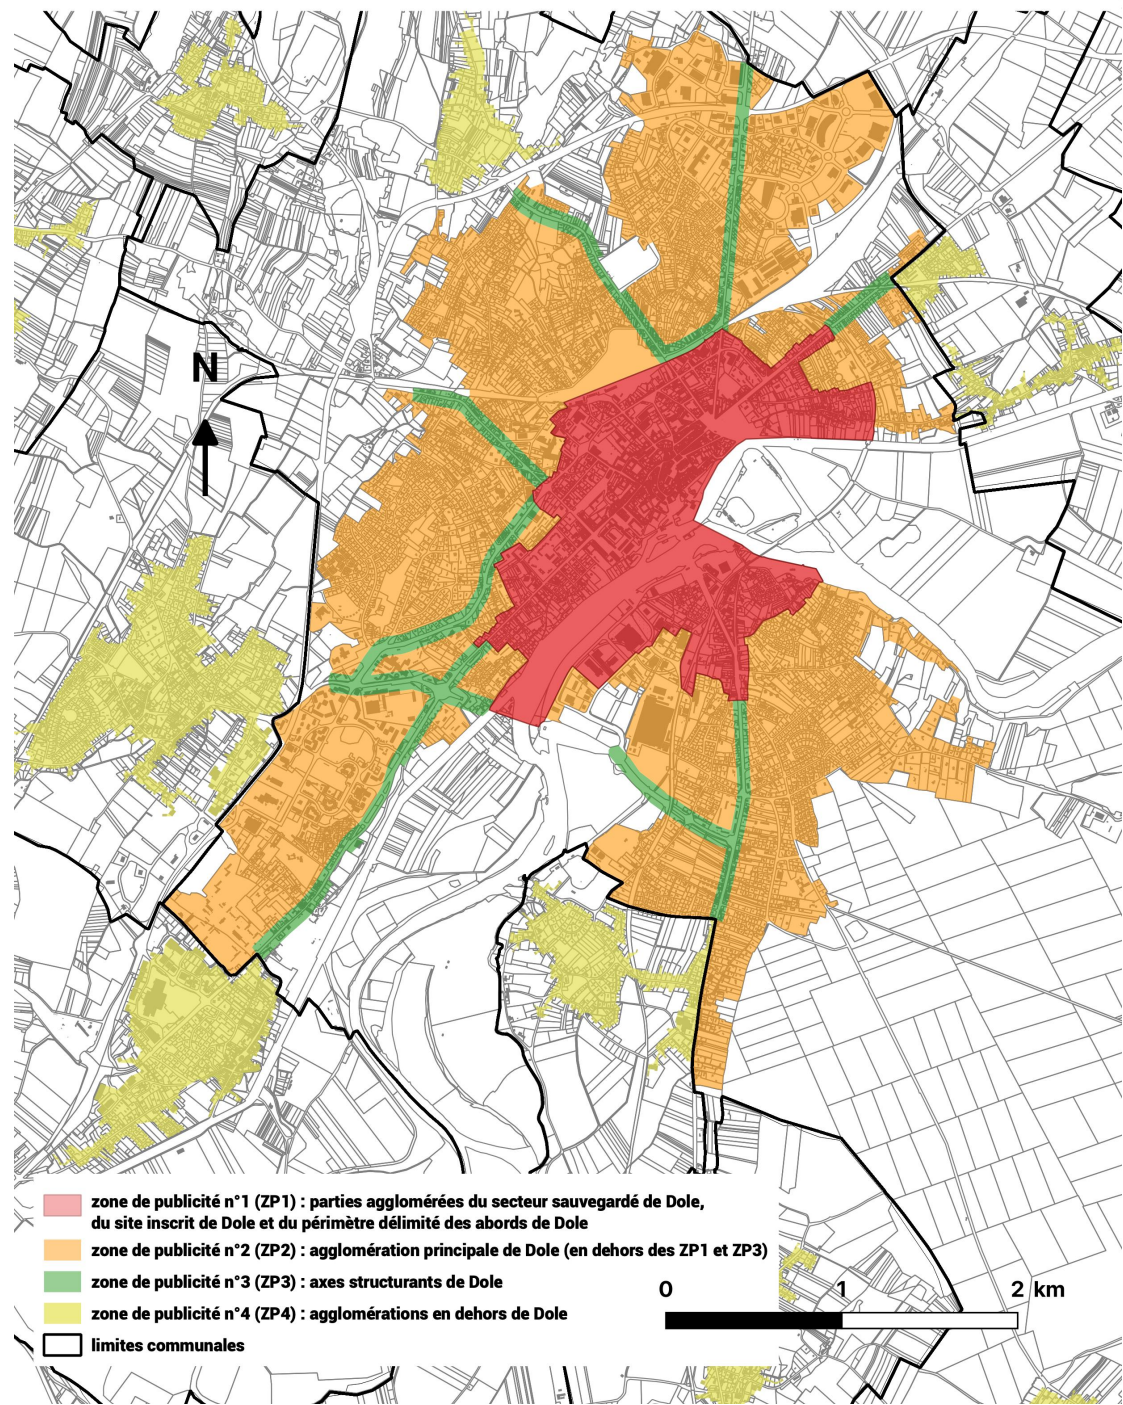 N
zone de publicité n°1 (ZP1) : parties agglomérées du secteur sauvegardé de Dole,
du site inscrit de Dole et du périmètre délimité des abords de Dole
zone de publicité n°2 (ZP2) : agglomération principale de Dole (en dehors des ZP1 et ZP3)
zone de publicité n°3 (ZP3) : axes structurants de Dole
zone de publicité n°4 (ZP4) : agglomérations en dehors de Dole
limites communales
0 1 2 km